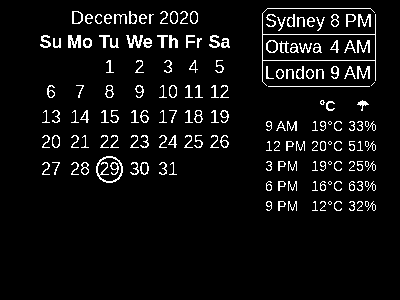 December 2020
Su Mo Tu We Th Fr Sa
1 2 3 4 5
6 7 8 9 10 11 12
13 14 15 16 17 18 19
20 21 22 23 24 25 26
27 28 29 30 31
Sydney 8 PM
Ottawa 4 AM
London 9 AM
°C ☂
9 AM 19°C 33%
12 PM 20°C 51%
3 PM 19°C 25%
6 PM 16°C 63%
9 PM 12°C 32%